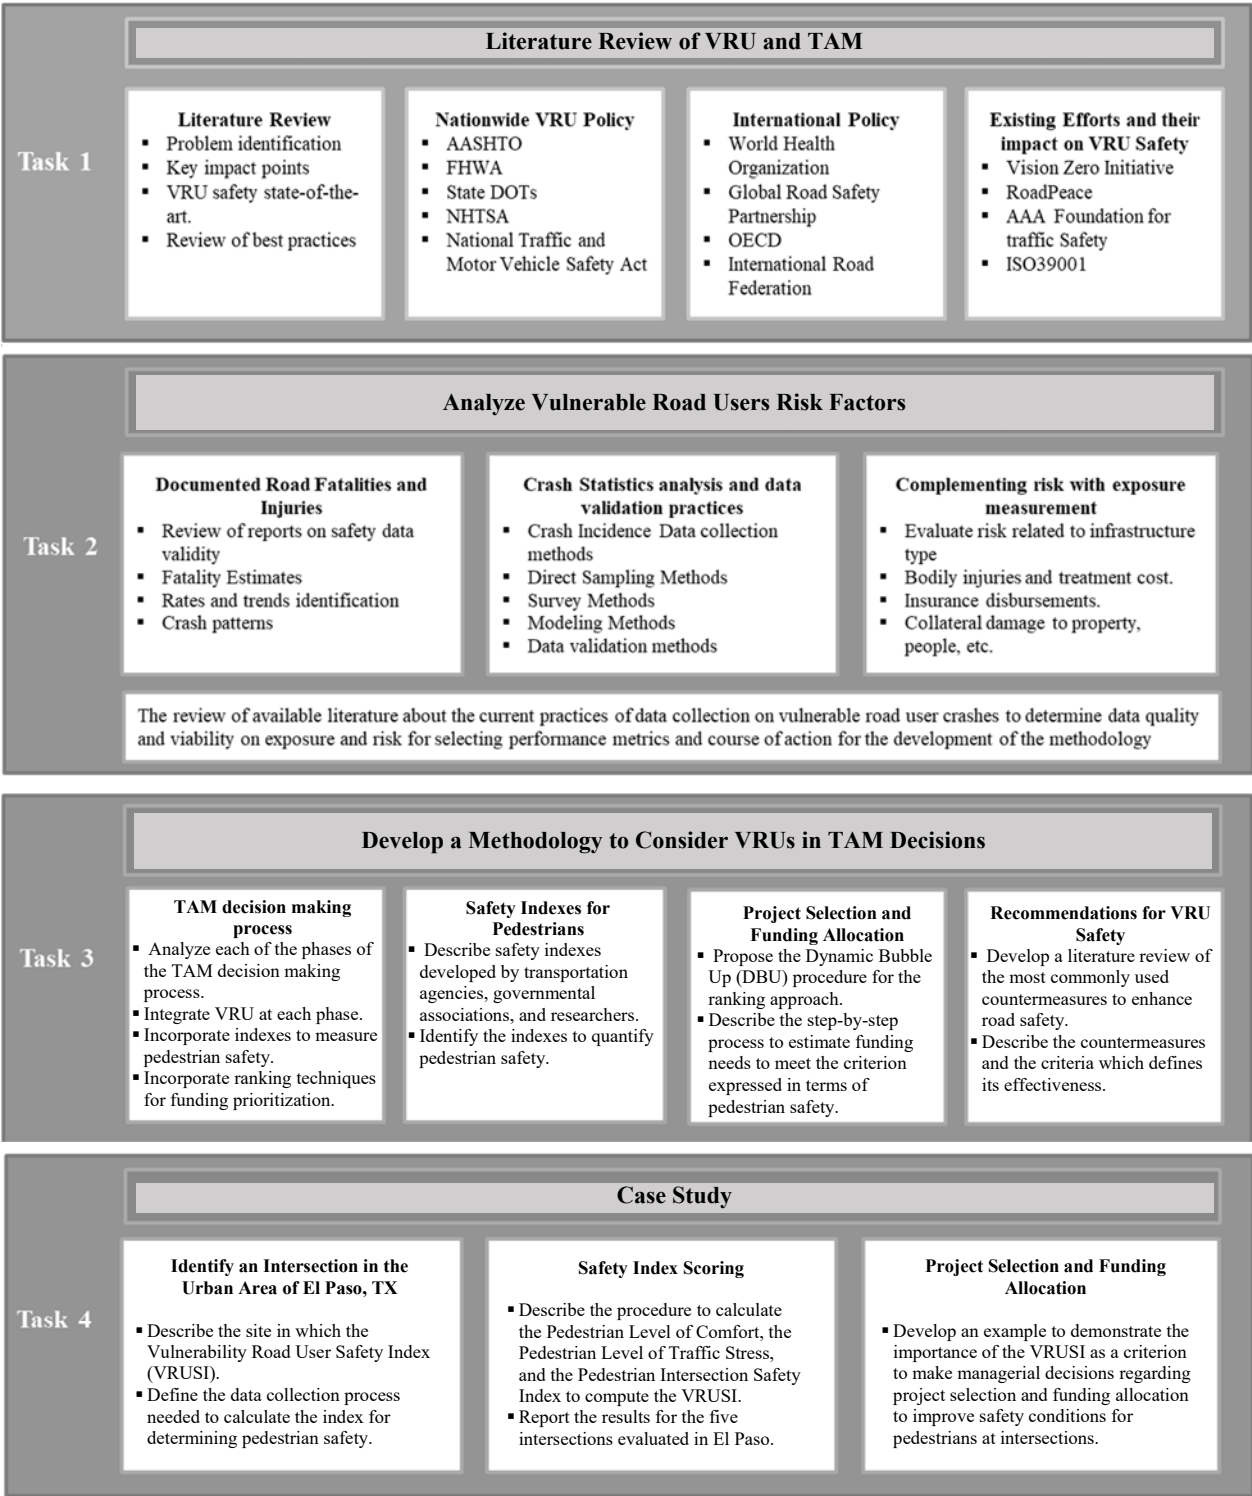 Literature Review of VRU and TAM
Task 1
Literature Review
▪ Problem identification
▪ Key impact points
▪ VRU safety state-of-the-
art.
▪ Review of best practices
Nationwide VRU Policy
▪ AASHTO
▪ FHWA
▪ State DOTs
▪ NHTSA
▪ National Traffic and
Motor Vehicle Safety Act
International Policy
▪ World Health
Organization
▪ Global Road Safety
Partnership
▪ OECD
▪ International Road
Federation
Existing Efforts and their
impact on VRU Safety
▪ Vision Zero Initiative
▪ RoadPeace
▪ AAA Foundation for
traffic Safety
▪ ISO39001
Analyze Vulnerable Road Users Risk Factors
Task 2
Documented Road Fatalities and
Injuries
▪ Review of reports on safety data
validity
▪ Fatality Estimates
▪ Rates and trends identification
▪ Crash patterns
Crash Statistics analysis and data
validation practices
▪ Crash Incidence Data collection
methods
▪ Direct Sampling Methods
▪ Survey Methods
▪ Modeling Methods
▪ Data validation methods
Complementing risk with exposure
measurement
▪ Evaluate risk related to infrastructure
type
▪ Bodily injuries and treatment cost.
▪ Insurance disbursements.
▪ Collateral damage to property,
people, etc.
The review of available literature about the current practices of data collection on vulnerable road user crashes to determine data quality
and viability on exposure and risk for selecting performance metrics and course of action for the development of the methodology
Develop a Methodology to Consider VRUs in TAM Decisions
Task 3
TAM decision making
process
▪ Analyze each of the phases of
the TAM decision making
process.
▪ Integrate VRU at each phase.
▪ Incorporate indexes to measure
pedestrian safety.
▪ Incorporate ranking techniques
for funding prioritization.
Safety Indexes for
Pedestrians
▪ Describe safety indexes
developed by transportation
agencies, governmental
associations, and researchers.
▪ Identify the indexes to quantify
pedestrian safety.
Project Selection and
Funding Allocation
▪ Propose the Dynamic Bubble
Up (DBU) procedure for the
ranking approach.
▪ Describe the step-by-step
process to estimate funding
needs to meet the criterion
expressed in terms of
pedestrian safety.
Recommendations for VRU
Safety
▪ Develop a literature review of
the most commonly used
countermeasures to enhance
road safety.
▪ Describe the countermeasures
and the criteria which defines
its effectiveness.
Case Study
Task 4
Identify an Intersection in the
Urban Area of El Paso, TX
▪ Describe the site in which the
Vulnerability Road User Safety Index
(VRUSI).
▪ Define the data collection process
needed to calculate the index for
determining pedestrian safety.
Safety Index Scoring
▪ Describe the procedure to calculate
the Pedestrian Level of Comfort, the
Pedestrian Level of Traffic Stress,
and the Pedestrian Intersection Safety
Index to compute the VRUSI.
▪ Report the results for the five
intersections evaluated in El Paso.
Project Selection and Funding
Allocation
▪ Develop an example to demonstrate the
importance of the VRUSI as a criterion
to make managerial decisions regarding
project selection and funding allocation
to improve safety conditions for
pedestrians at intersections.